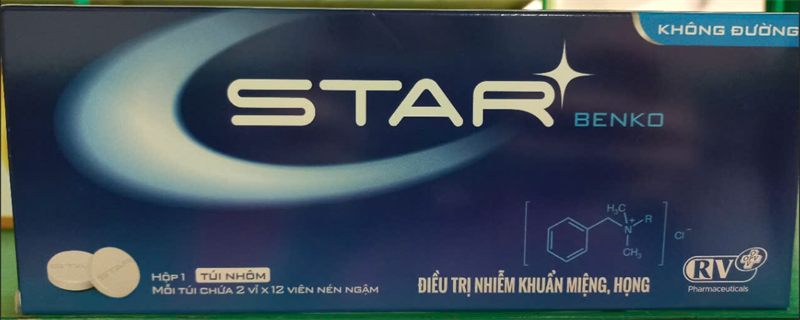 KHÔNG ĐƯỜNG
STAR
BENKO
H₃C
CH₃
N
+
R
Cl⁻
STAR
HỘP 1 TÚI NHÔM
MỖI TÚI CHỨA 2 VỈ X 12 VIÊN NÉN NGẬM
ĐIỀU TRỊ NHIỄM KHUẨN MIỆNG, HỌNG
RV
Pharmaceuticals